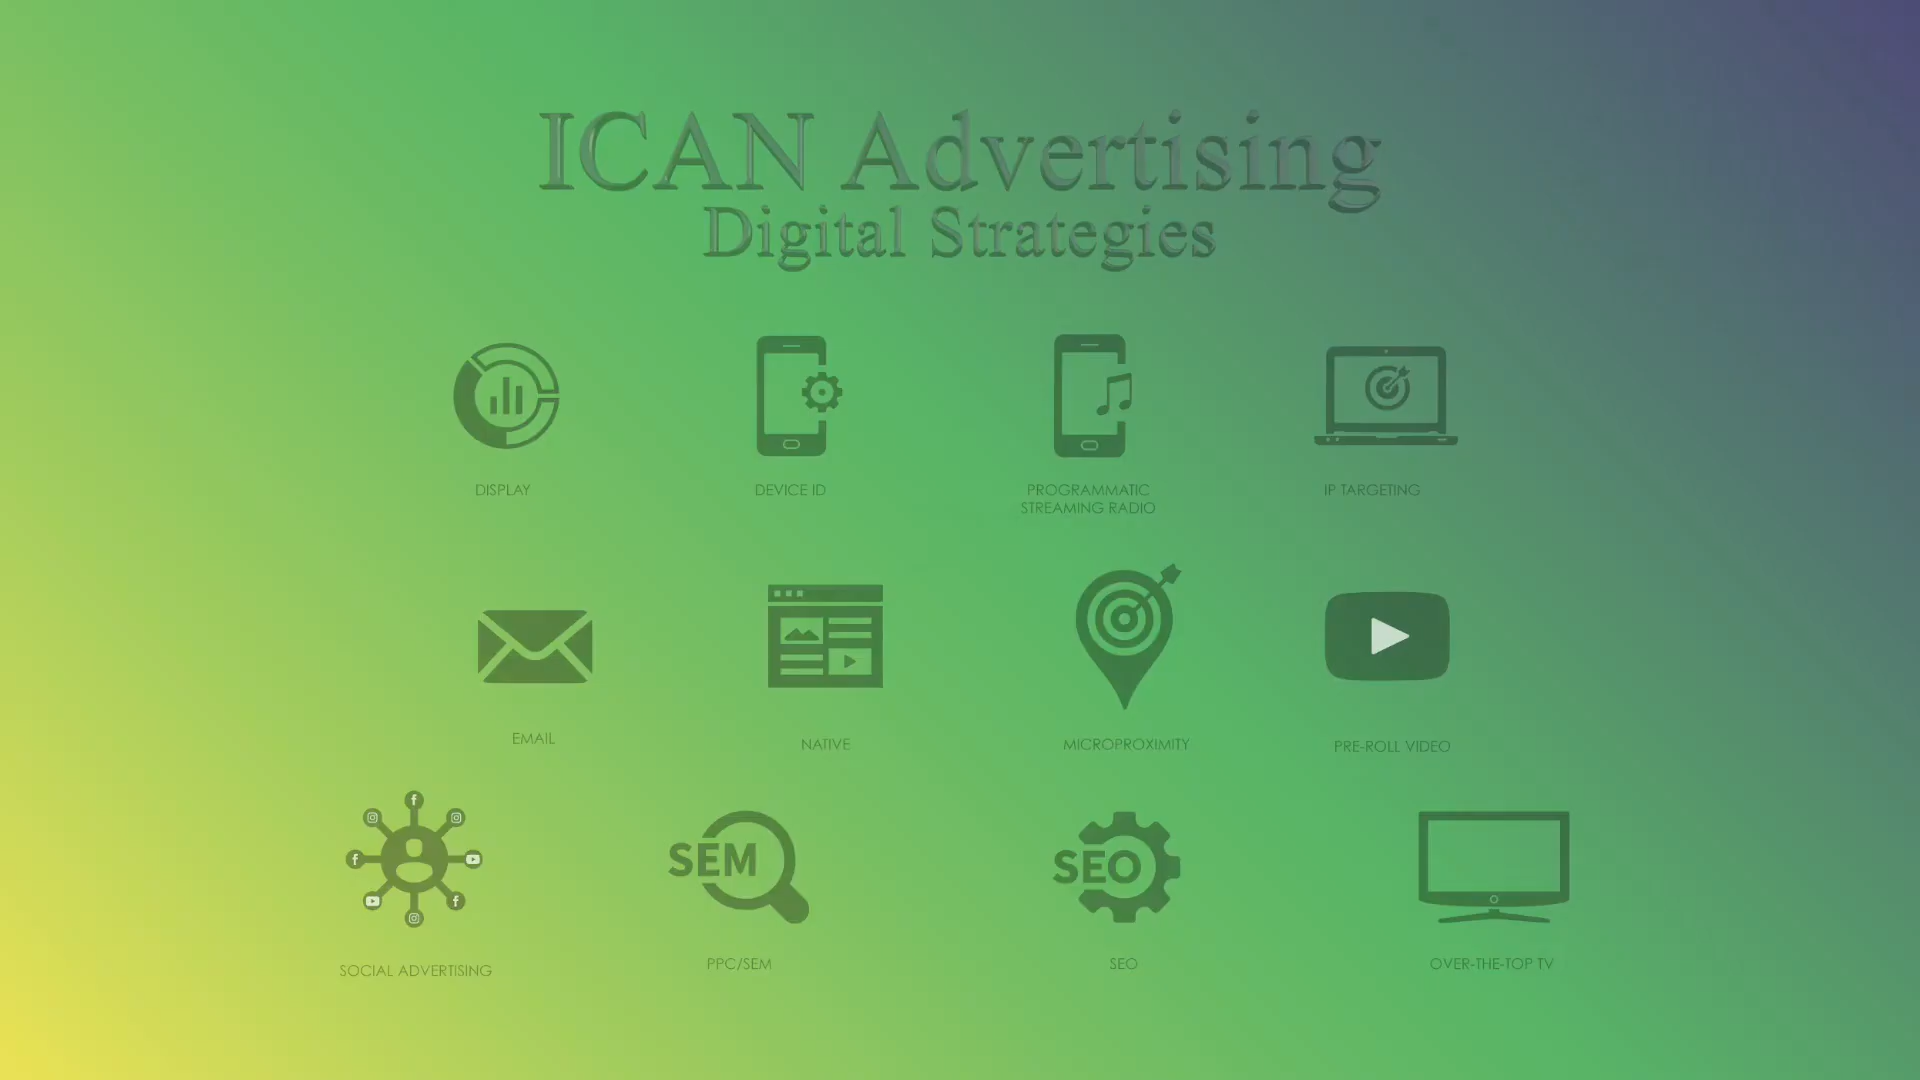 ICAN Advertising
Digital Strategies
DISPLAY
DEVICE ID
PROGRAMMATIC
STREAMING RADIO
IP TARGETING
EMAIL
NATIVE
MICROPROXIMITY
PRE-ROLL VIDEO
SEM
SEO
SOCIAL ADVERTISING
PPC/SEM
SEO
OVER-THE-TOP TV